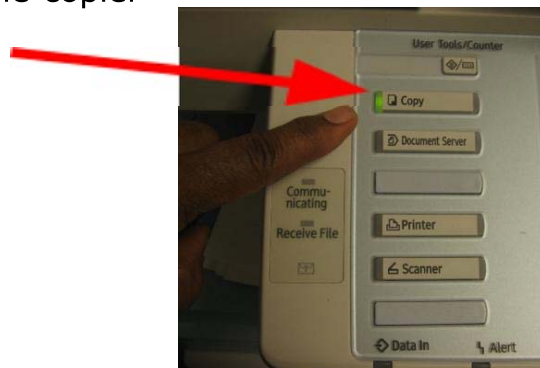 User Tools/Counter
Copy
Document Server
Commu-
nicating
Receive File
Printer
Scanner
Data In
Alert